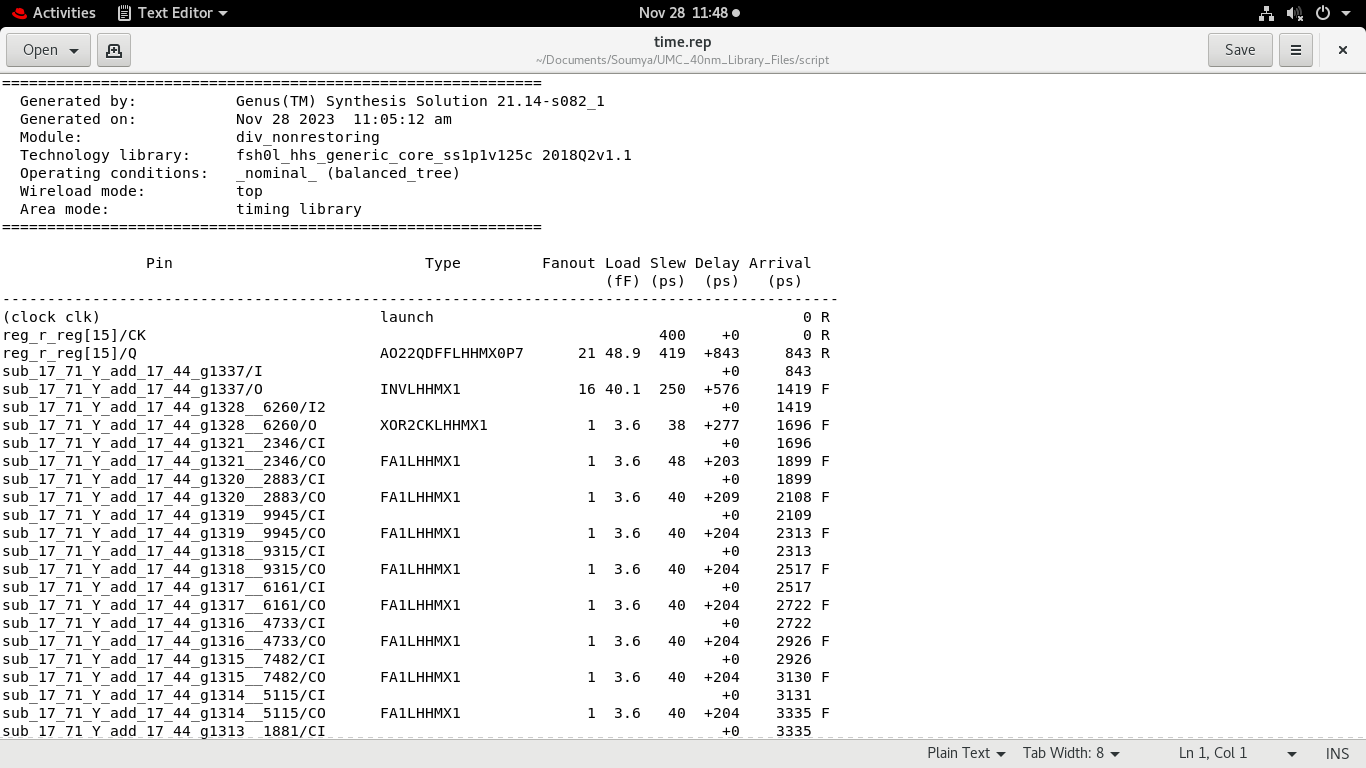 Activities Text Editor Nov 28 11:48
Open time.rep Save
~/Documents/Soumya/UMC_40nm_Library_Files/script
============================================================
  Generated by:           Genus(TM) Synthesis Solution 21.14-s082_1
  Generated on:           Nov 28 2023  11:05:12 am
  Module:                 div_nonrestoring
  Technology library:     fsh0l_hhs_generic_core_ss1p1v125c 2018Q2v1.1
  Operating conditions:   _nominal_ (balanced_tree)
  Wireload mode:          top
  Area mode:              timing library
============================================================
                Pin                            Type         Fanout Load Slew Delay Arrival
                                                                   (fF) (ps)  (ps)   (ps)
---------------------------------------------------------------------------------------------
(clock clk)                               launch                                         0 R
reg_r_reg[15]/CK                                                         400    +0       0 R
reg_r_reg[15]/Q                           AO22QDFFLHHMX0P7      21 48.9  419  +843     843 R
sub_17_71_Y_add_17_44_g1337/I                                                   +0     843
sub_17_71_Y_add_17_44_g1337/O             INVLHHMX1             16 40.1  250  +576    1419 F
sub_17_71_Y_add_17_44_g1328__6260/I2                                            +0    1419
sub_17_71_Y_add_17_44_g1328__6260/O       XOR2CKLHHMX1           1  3.6   38  +277    1696 F
sub_17_71_Y_add_17_44_g1321__2346/CI                                            +0    1696
sub_17_71_Y_add_17_44_g1321__2346/CO      FA1LHHMX1              1  3.6   48  +203    1899 F
sub_17_71_Y_add_17_44_g1320__2883/CI                                            +0    1899
sub_17_71_Y_add_17_44_g1320__2883/CO      FA1LHHMX1              1  3.6   40  +209    2108 F
sub_17_71_Y_add_17_44_g1319__9945/CI                                            +0    2109
sub_17_71_Y_add_17_44_g1319__9945/CO      FA1LHHMX1              1  3.6   40  +204    2313 F
sub_17_71_Y_add_17_44_g1318__9315/CI                                            +0    2313
sub_17_71_Y_add_17_44_g1318__9315/CO      FA1LHHMX1              1  3.6   40  +204    2517 F
sub_17_71_Y_add_17_44_g1317__6161/CI                                            +0    2517
sub_17_71_Y_add_17_44_g1317__6161/CO      FA1LHHMX1              1  3.6   40  +204    2722 F
sub_17_71_Y_add_17_44_g1316__4733/CI                                            +0    2722
sub_17_71_Y_add_17_44_g1316__4733/CO      FA1LHHMX1              1  3.6   40  +204    2926 F
sub_17_71_Y_add_17_44_g1315__7482/CI                                            +0    2926
sub_17_71_Y_add_17_44_g1315__7482/CO      FA1LHHMX1              1  3.6   40  +204    3130 F
sub_17_71_Y_add_17_44_g1314__5115/CI                                            +0    3131
sub_17_71_Y_add_17_44_g1314__5115/CO      FA1LHHMX1              1  3.6   40  +204    3335 F
sub_17_71_Y_add_17_44_g1313__1881/CI                                            +0    3335
Plain Text Tab Width: 8 Ln 1, Col 1 INS